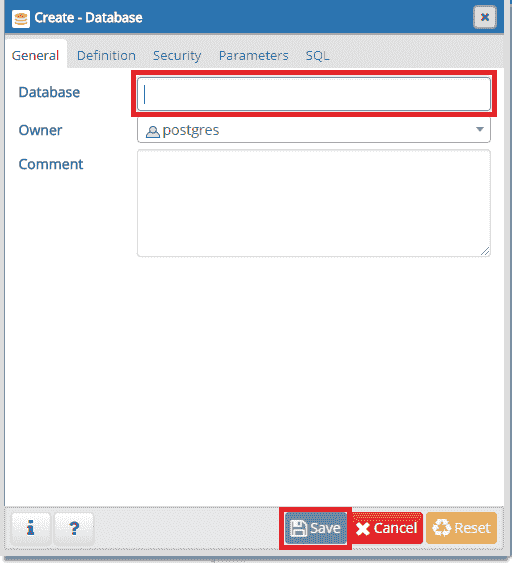 Create - Database
General Definition Security Parameters SQL
Database
Owner postgres
Comment
i ? Save Cancel Reset